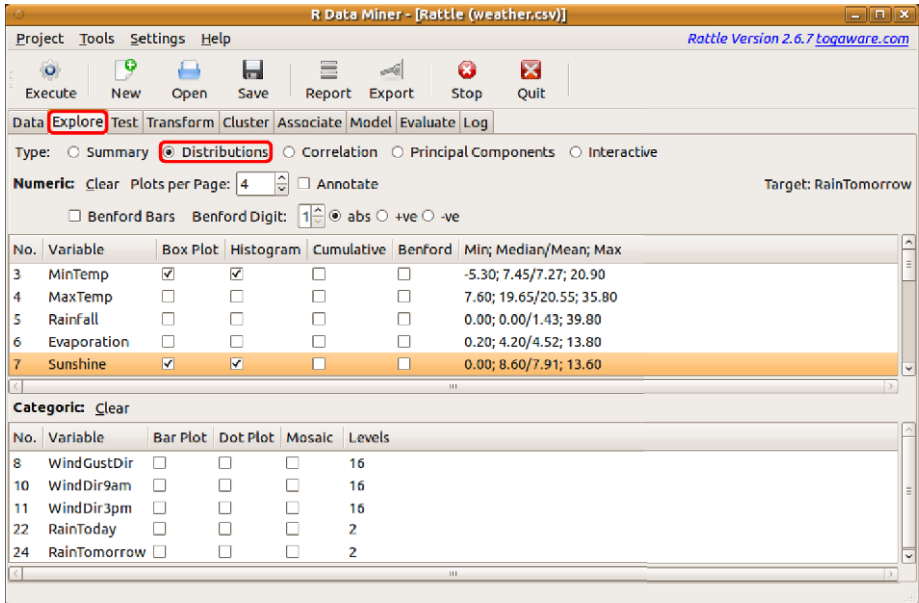 R Data Miner - [Rattle (weather.csv)]
Project Tools Settings Help Rattle Version 2.6.7 togaware.com
Execute New Open Save Report Export Stop Quit
Data Explore Test Transform Cluster Associate Model Evaluate Log
Type: Summary Distributions Correlation Principal Components Interactive
Numeric: Clear Plots per Page: 4 Annotate Target: RainTomorrow
Benford Bars Benford Digit: 1 abs +ve -ve
No. Variable Box Plot Histogram Cumulative Benford Min; Median/Mean; Max
3 MinTemp -5.30; 7.45/7.27; 20.90
4 MaxTemp 7.60; 19.65/20.55; 35.80
5 Rainfall 0.00; 0.00/1.43; 39.80
6 Evaporation 0.20; 4.20/4.52; 13.80
7 Sunshine 0.00; 8.60/7.91; 13.60
Categoric: Clear
No. Variable Bar Plot Dot Plot Mosaic Levels
8 WindGustDir 16
10 WindDir9am 16
11 WindDir3pm 16
22 RainToday 2
24 RainTomorrow 2